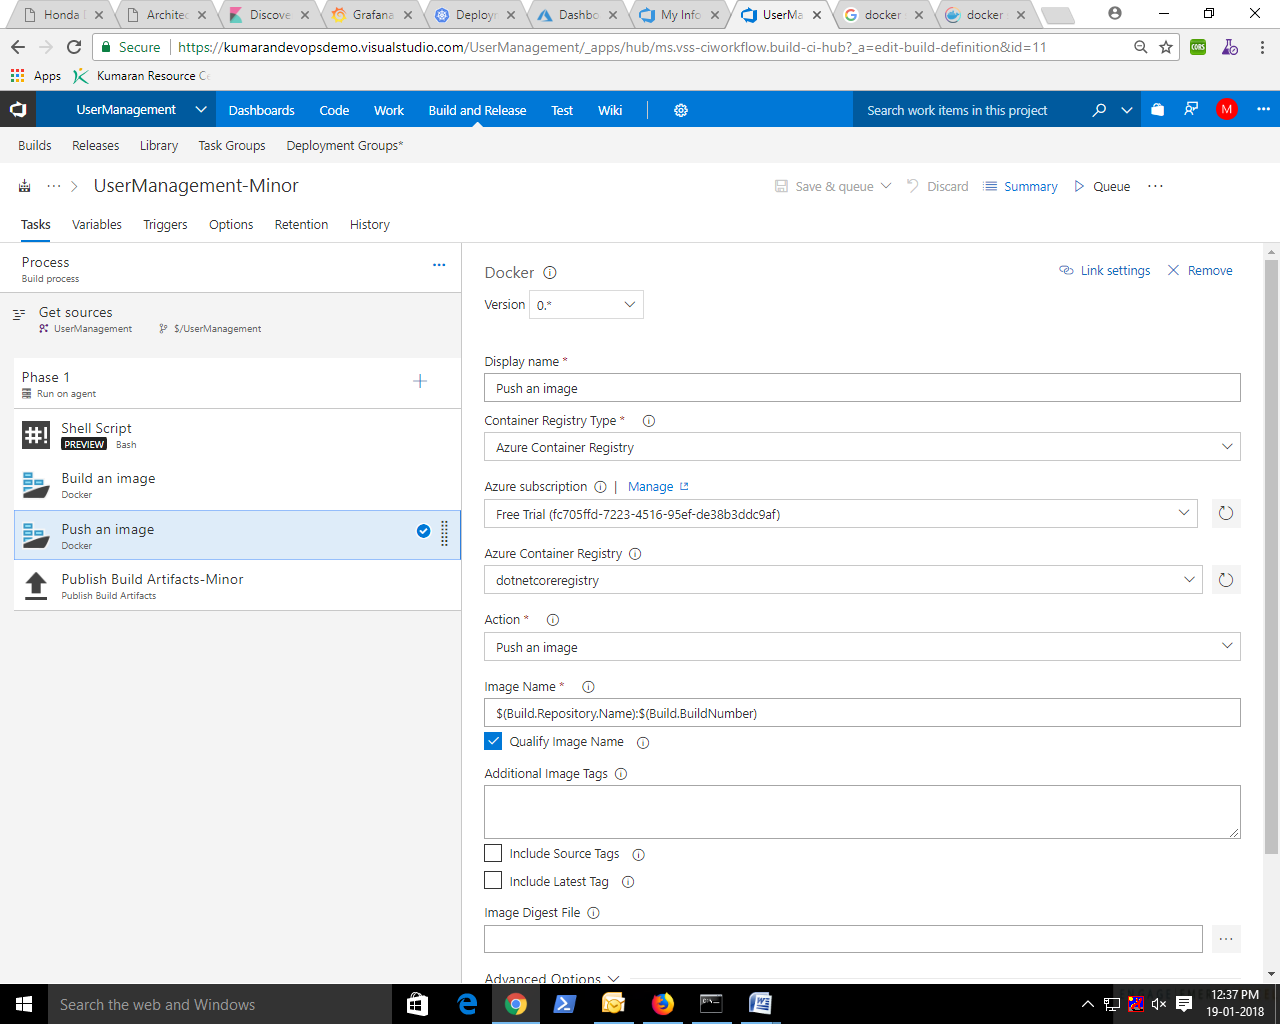 Honda
Architec
Discove
Grafana
Deployn
Dashbo
My Info
UserMa
docker
docker
Secure
https://kumarandevopsdemo.visualstudio.com/UserManagement/_apps/hub/ms.vss-ciworkflow.build-ci-hub?_a=edit-build-definition&id=11
Apps
Kumaran Resource Ce
UserManagement
Dashboards
Code
Work
Build and Release
Test
Wiki
Search work items in this project
M
Builds
Releases
Library
Task Groups
Deployment Groups*
UserManagement-Minor
Save & queue
Discard
Summary
Queue
Tasks
Variables
Triggers
Options
Retention
History
Process
Build process
Get sources
UserManagement
$/UserManagement
Phase 1
Run on agent
Shell Script
PREVIEW Bash
Build an image
Docker
Push an image
Docker
Publish Build Artifacts-Minor
Publish Build Artifacts
Docker
Link settings
Remove
Version 0.*
Display name *
Push an image
Container Registry Type *
Azure Container Registry
Azure subscription | Manage
Free Trial (fc705ffd-7223-4516-95ef-de38b3ddc9af)
Azure Container Registry
dotnetcoreregistry
Action *
Push an image
Image Name *
$(Build.Repository.Name):$(Build.BuildNumber)
Qualify Image Name
Additional Image Tags
Include Source Tags
Include Latest Tag
Image Digest File
Advanced Options
Search the web and Windows
12:37 PM
19-01-2018